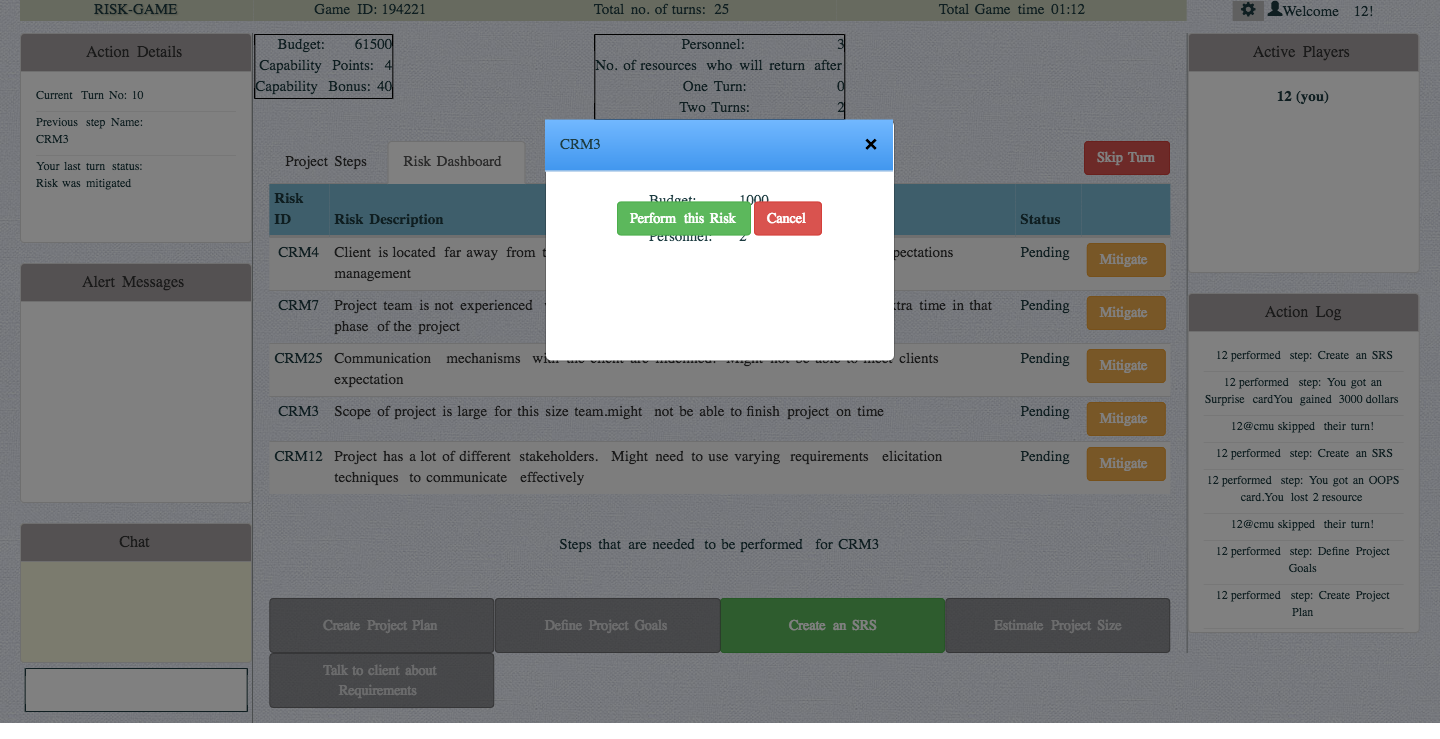 RISK-GAME Game ID: 194221 Total no. of turns: 25 Total Game time 01:12 Welcome 12!
Action Details
Current Turn No: 10
Previous step Name:
CRM3
Your last turn status:
Risk was mitigated
Alert Messages
Chat
Budget: 61500
Capability Points: 4
Capability Bonus: 40
Personnel: 3
No. of resources who will return after
One Turn: 0
Two Turns: 2
Project Steps Risk Dashboard Skip Turn
CRM3 ×
Budget: 1000
Perform this Risk Cancel
Personnel: 2
Risk
ID Risk Description Status
CRM4 Client is located far away from pectations Pending Mitigate
management
CRM7 Project team is not experienced xtra time in that Pending Mitigate
phase of the project
CRM25 Communication mechanisms with the client are indefined. Might not be able to meet clients Pending Mitigate
expectation
CRM3 Scope of project is large for this size team.might not be able to finish project on time Pending Mitigate
CRM12 Project has a lot of different stakeholders. Might need to use varying requirements elicitation Pending Mitigate
techniques to communicate effectively
Steps that are needed to be performed for CRM3
Create Project Plan Define Project Goals Create an SRS Estimate Project Size
Talk to client about
Requirements
Active Players
12 (you)
Action Log
12 performed step: Create an SRS
12 performed step: You got an
Surprise cardYou gained 3000 dollars
12@cmu skipped their turn!
12 performed step: Create an SRS
12 performed step: You got an OOPS
card.You lost 2 resource
12@cmu skipped their turn!
12 performed step: Define Project
Goals
12 performed step: Create Project
Plan